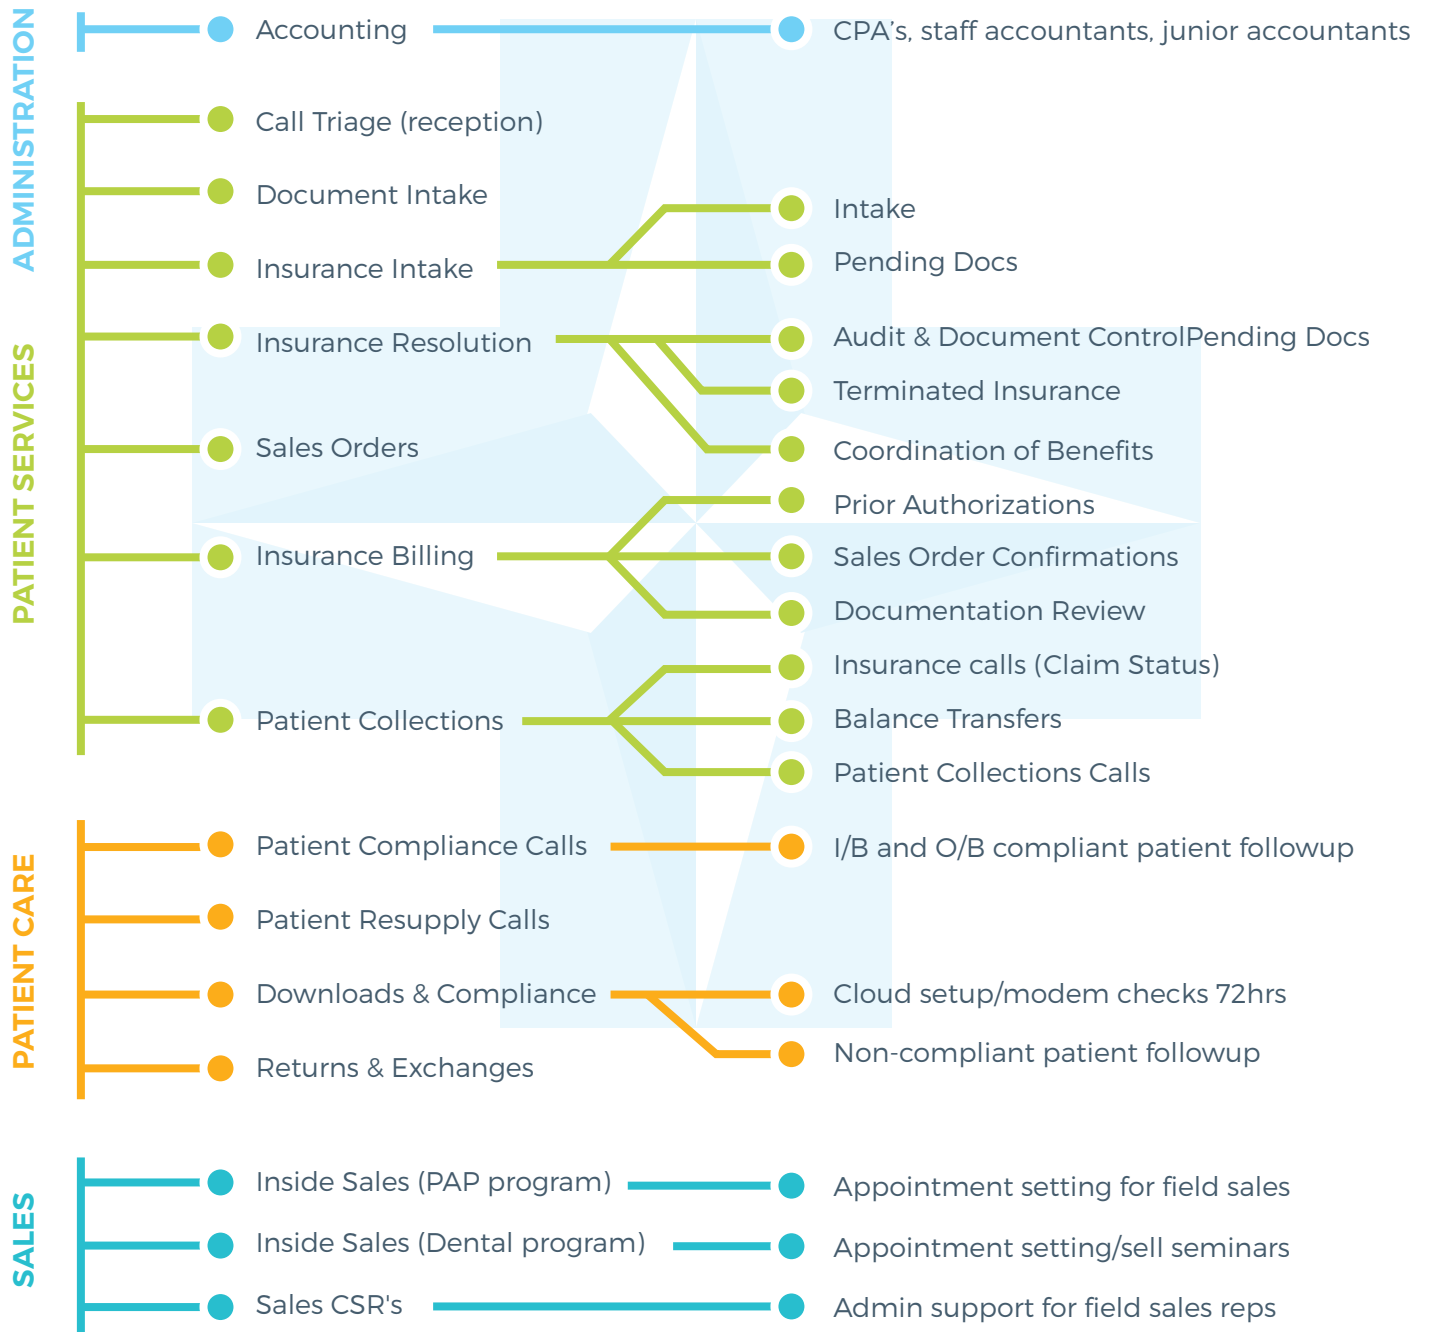 ADMINISTRATION
Accounting
CPA’s, staff accountants, junior accountants
PATIENT SERVICES
Call Triage (reception)
Document Intake
Insurance Intake
Intake
Pending Docs
Insurance Resolution
Audit & Document ControlPending Docs
Terminated Insurance
Coordination of Benefits
Sales Orders
Insurance Billing
Prior Authorizations
Sales Order Confirmations
Documentation Review
Patient Collections
Insurance calls (Claim Status)
Balance Transfers
Patient Collections Calls
PATIENT CARE
Patient Compliance Calls
I/B and O/B compliant patient followup
Patient Resupply Calls
Downloads & Compliance
Cloud setup/modem checks 72hrs
Non-compliant patient followup
Returns & Exchanges
SALES
Inside Sales (PAP program)
Appointment setting for field sales
Inside Sales (Dental program)
Appointment setting/sell seminars
Sales CSR's
Admin support for field sales reps